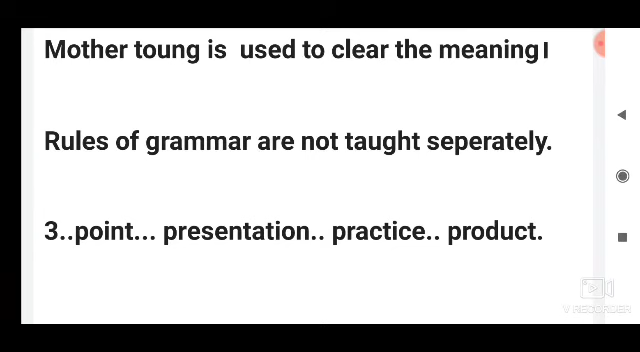 Mother toung is used to clear the meaning।
Rules of grammar are not taught seperately.
3..point... presentation.. practice.. product.
V RECORDER